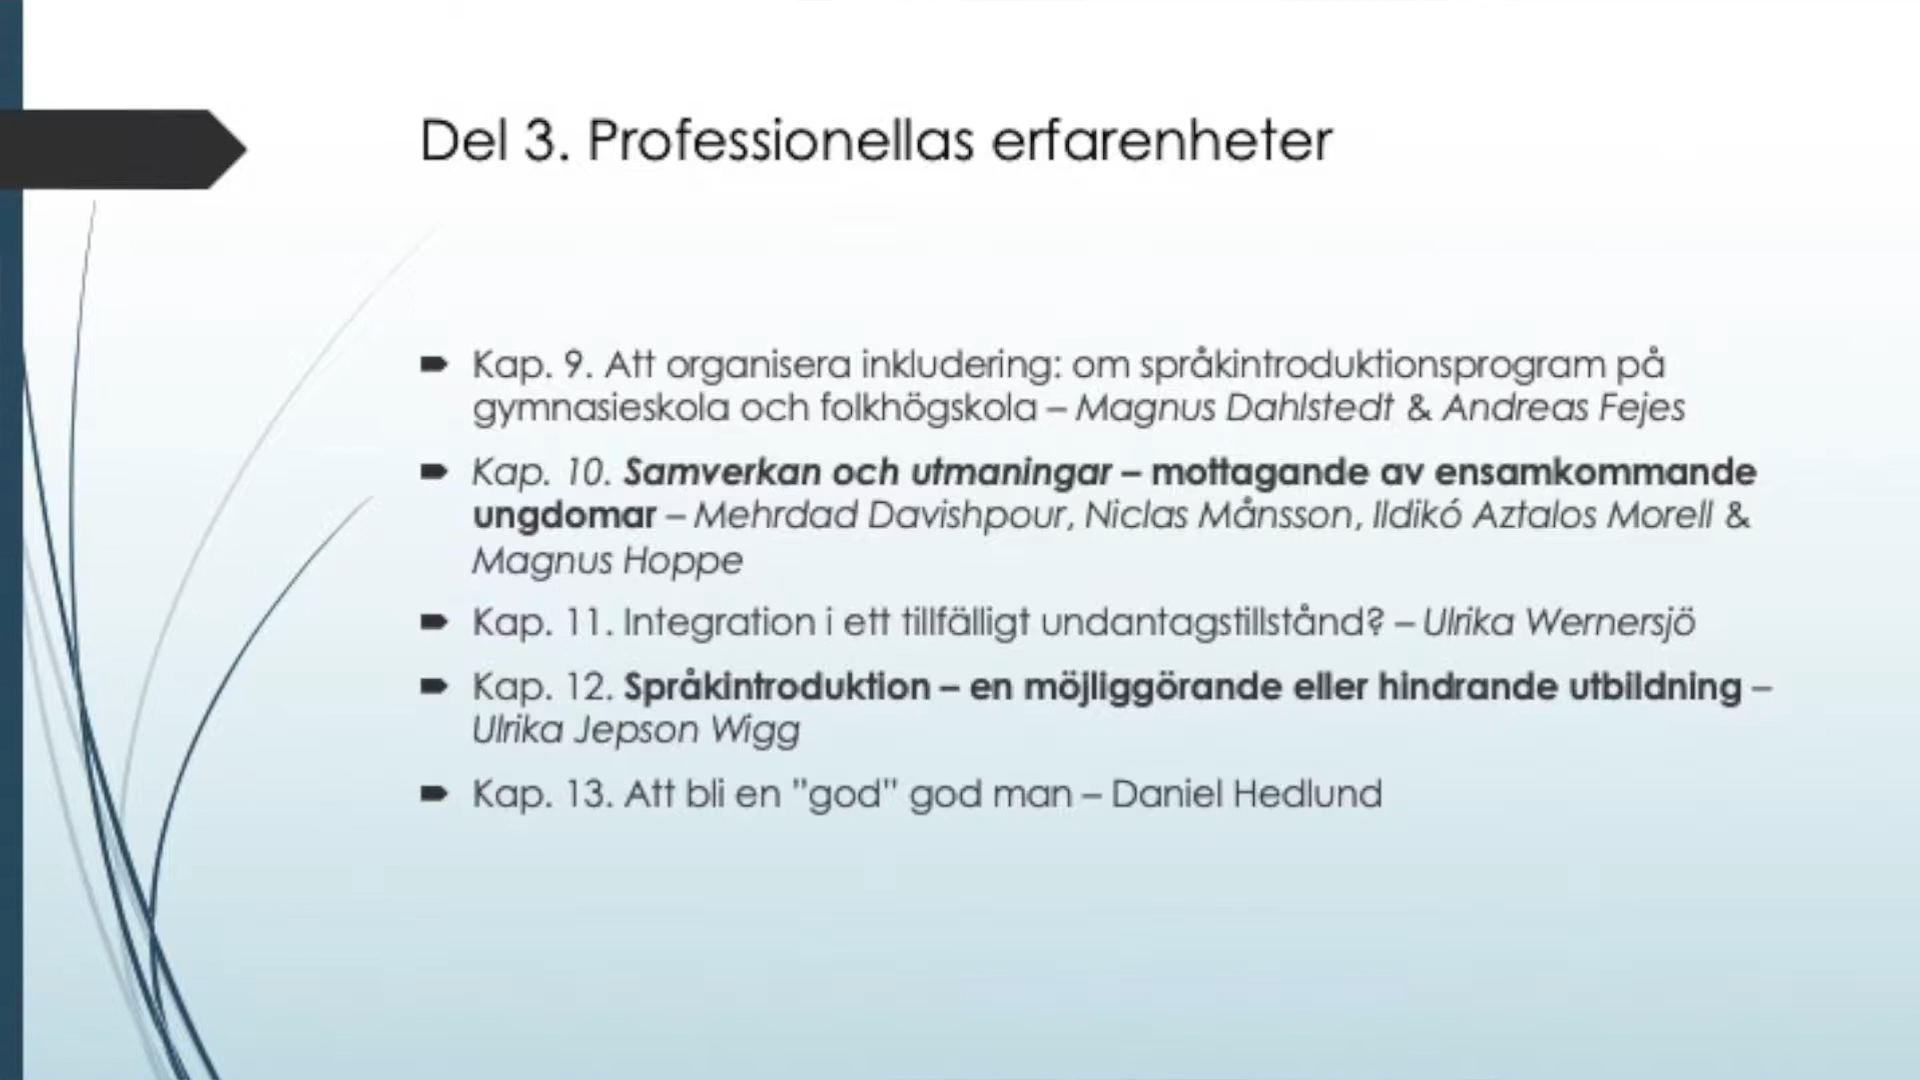 Del 3. Professionellas erfarenheter
Kap. 9. Att organisera inkludering: om språkintroduktionsprogram på
gymnasieskola och folkhögskola – Magnus Dahlstedt & Andreas Fejes
Kap. 10. Samverkan och utmaningar – mottagande av ensamkommande
ungdomar – Mehrdad Davishpour, Niclas Månsson, Ildikó Aztalos Morell &
Magnus Hoppe
Kap. 11. Integration i ett tillfälligt undantagstillstånd? – Ulrika Wernersjö
Kap. 12. Språkintroduktion – en möjliggörande eller hindrande utbildning –
Ulrika Jepson Wigg
Kap. 13. Att bli en "god" god man – Daniel Hedlund